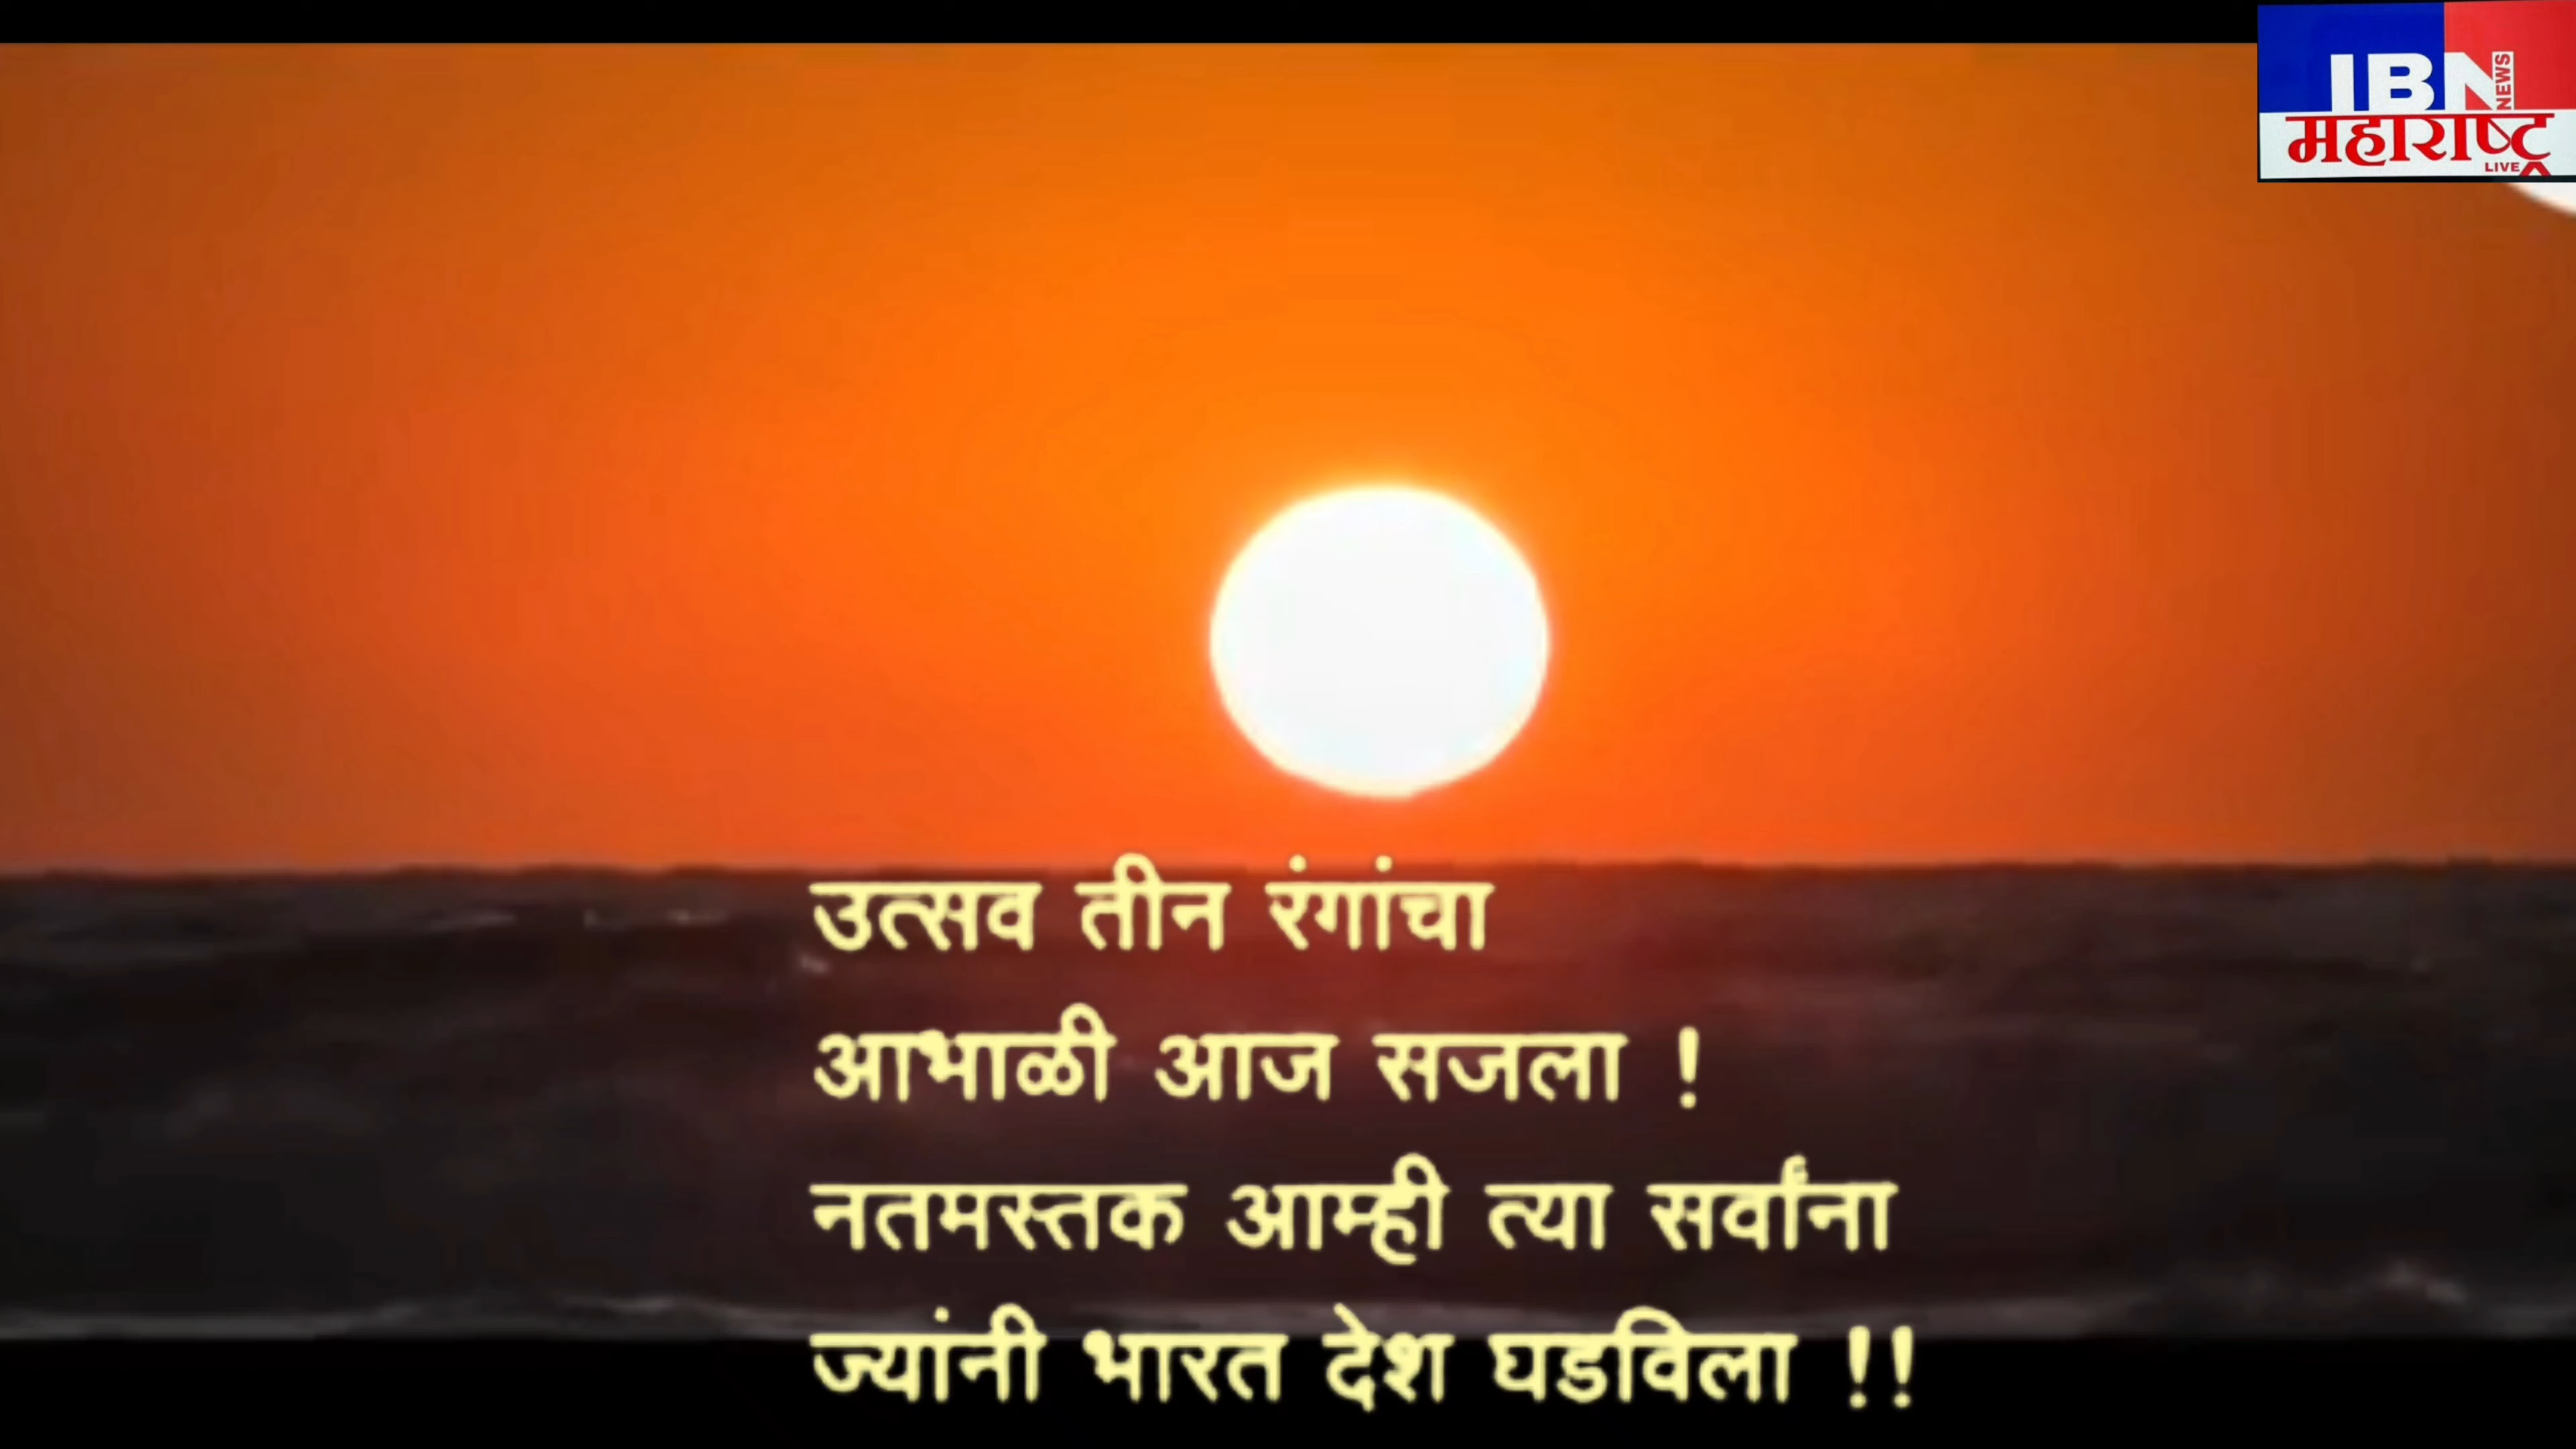 IBN NEWS
महाराष्ट्र
LIVE
उत्सव तीन रंगांचा
आभाळी आज सजला !
नतमस्तक आम्ही त्या सर्वांना
ज्यांनी भारत देश घडविला !!